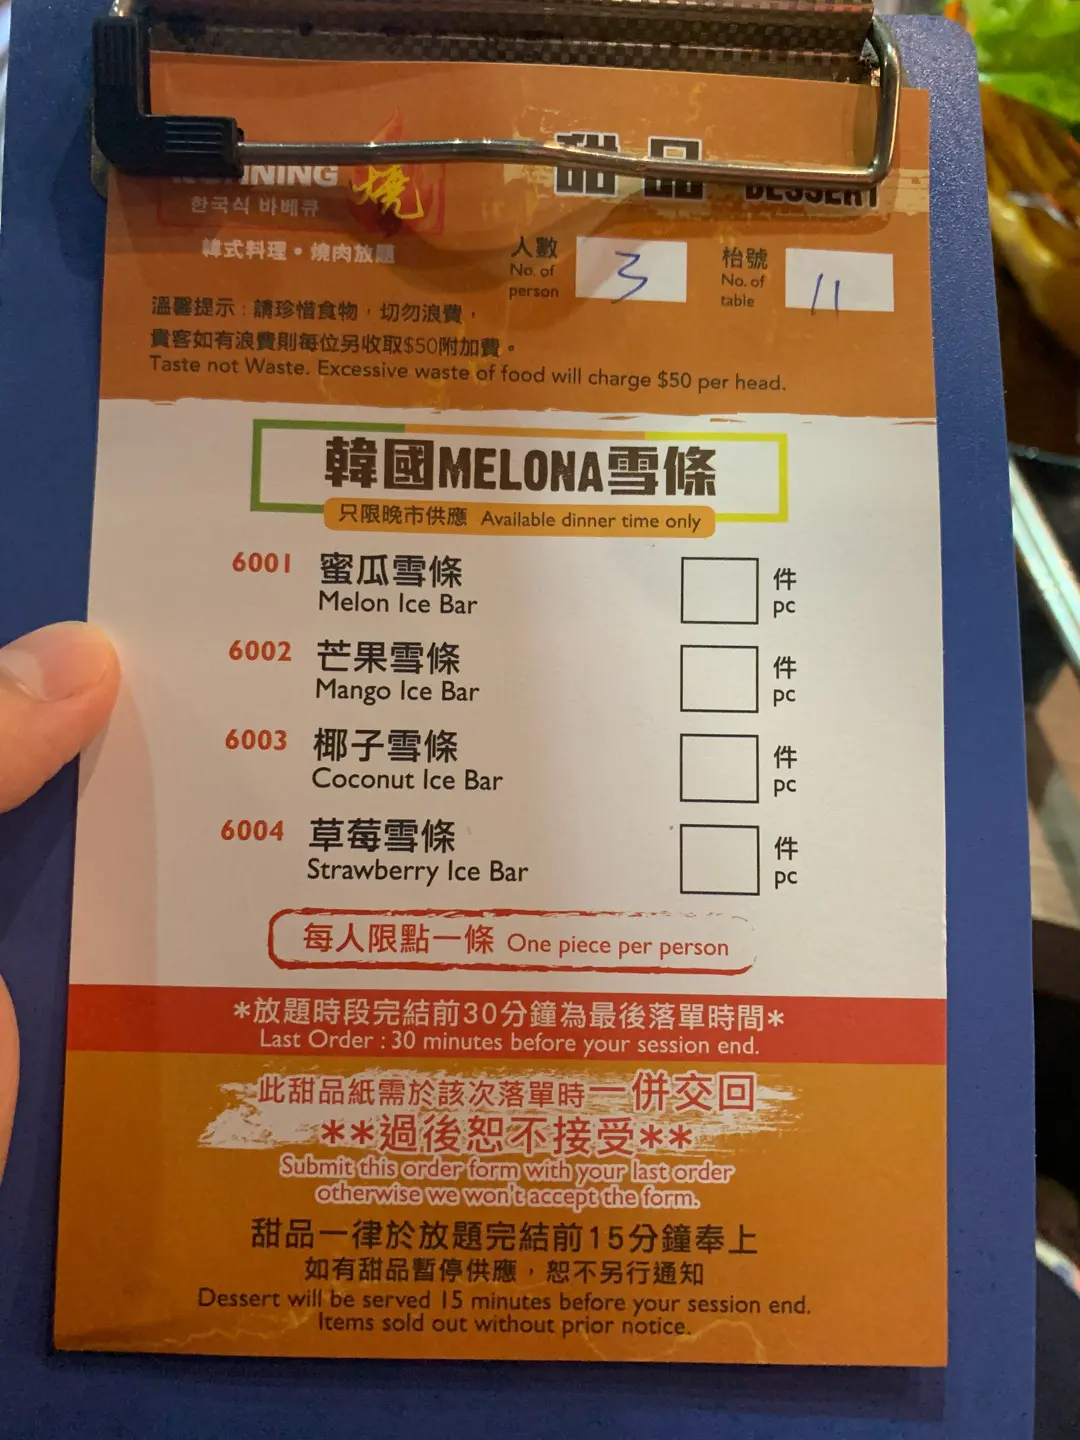 燒
한국식 바베큐
韓式料理•燒肉放題
甜品 DESSERT
人數
No. of
person
3
枱號
No. of
table
11
溫馨提示:請珍惜食物,切勿浪費,
貴客如有浪費則每位另收取$50附加費。
Taste not Waste. Excessive waste of food will charge $50 per head.
韓國MELONA雪條
只限晚市供應 Available dinner time only
6001 蜜瓜雪條 件
Melon Ice Bar pc
6002 芒果雪條 件
Mango Ice Bar pc
6003 椰子雪條 件
Coconut Ice Bar pc
6004 草莓雪條 件
Strawberry Ice Bar pc
每人限點一條 One piece per person
*放題時段完結前30分鐘為最後落單時間*
Last Order : 30 minutes before your session end.
此甜品紙需於該次落單時一併交回
**過後恕不接受**
Submit this order form with your last order
otherwise we won't accept the form.
甜品一律於放題完結前15分鐘奉上
如有甜品暫停供應,恕不另行通知
Dessert will be served 15 minutes before your session end.
Items sold out without prior notice.